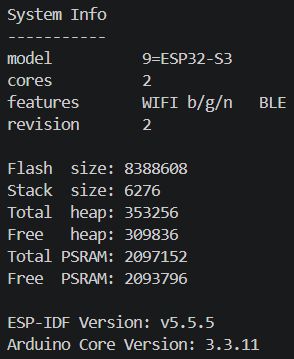 System Info
-----------
model           9=ESP32-S3
cores           2
features        WIFI b/g/n   BLE
revision        2

Flash  size: 8388608
Stack  size: 6276
Total  heap: 353256
Free   heap: 309836
Total PSRAM: 2097152
Free  PSRAM: 2093796

ESP-IDF Version: v5.5.5
Arduino Core Version: 3.3.11